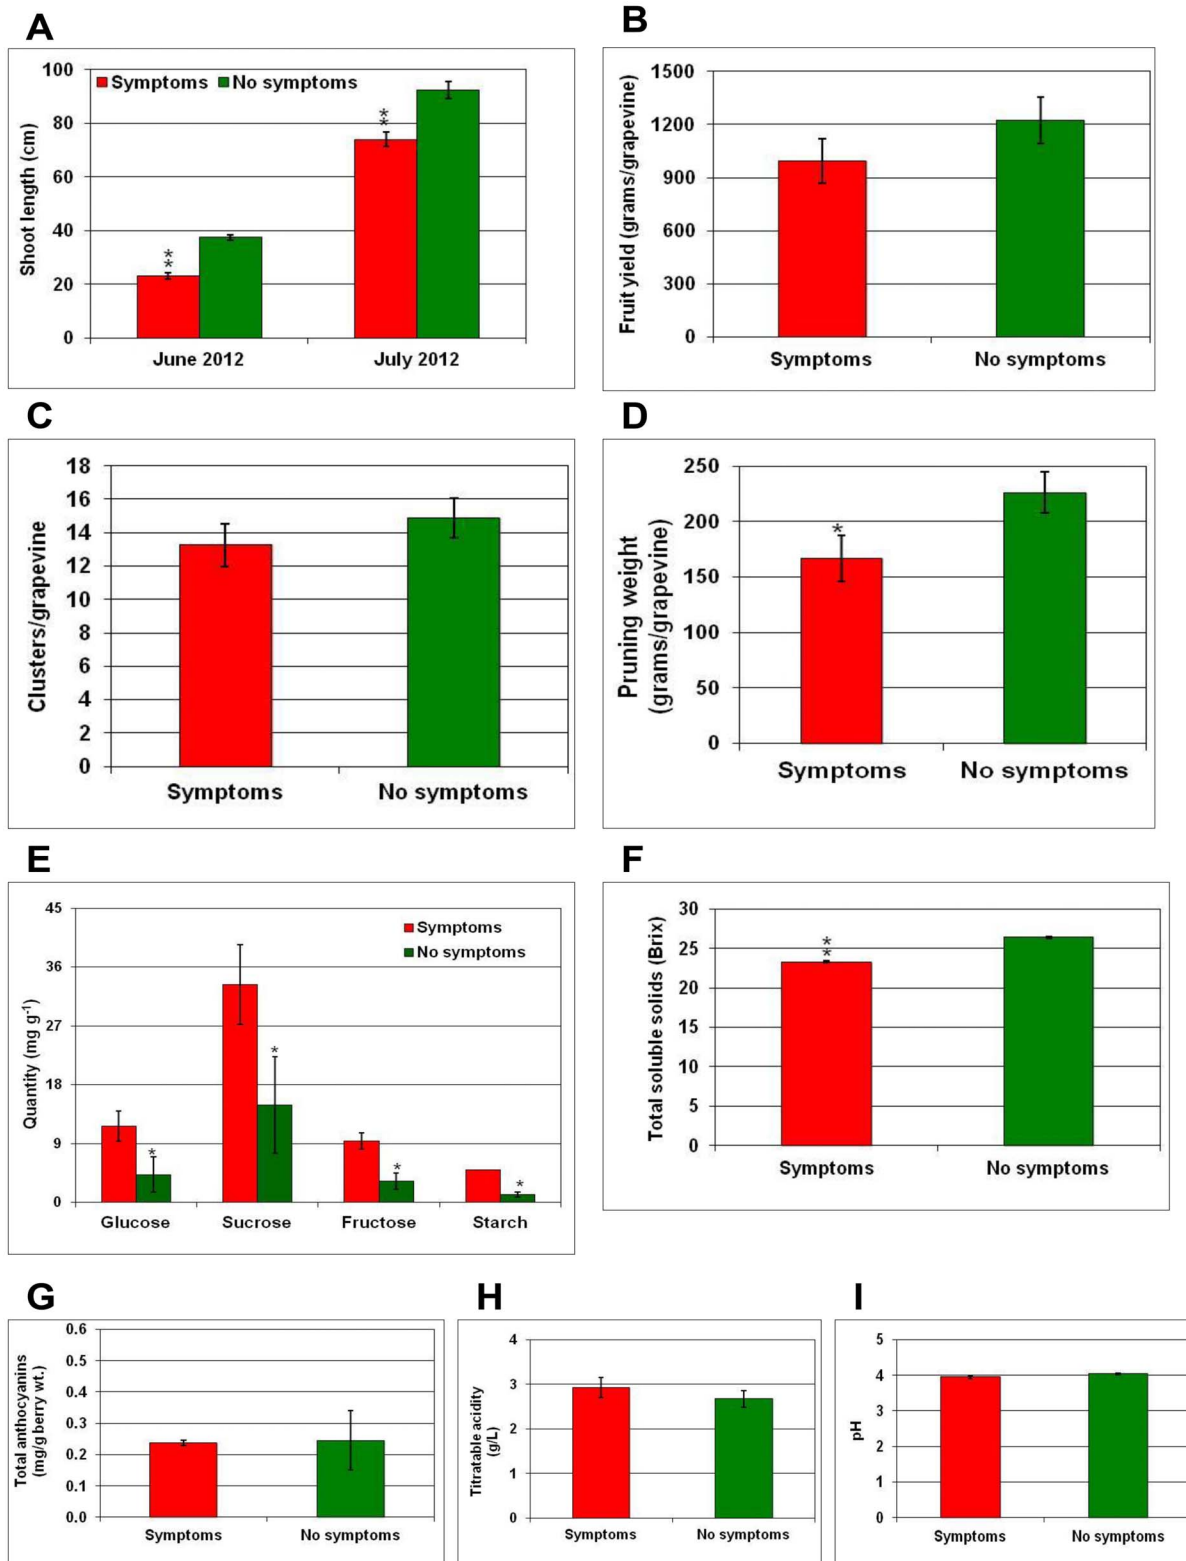 A
Symptoms No symptoms
Shoot length (cm)
100
80
60
40
20
0
**
**
June 2012 July 2012
B
Fruit yield (grams/grapevine)
1500
1200
900
600
300
0
Symptoms No symptoms
C
Clusters/grapevine
18
16
14
12
10
8
6
4
2
0
Symptoms No symptoms
D
Pruning weight
(grams/grapevine)
250
200
150
100
50
0
*
Symptoms No symptoms
E
Quantity (mg g-1)
45
36
27
18
9
0
Symptoms
No symptoms
* * * *
Glucose Sucrose Fructose Starch
F
Total soluble solids (Brix)
30
25
20
15
10
5
0
**
Symptoms No symptoms
G
Total anthocyanins
(mg/g berry wt.)
0.6
0.5
0.4
0.3
0.2
0.1
0.0
Symptoms No symptoms
H
Titratable acidity
(g/L)
4
3
2
1
0
Symptoms No symptoms
I
pH
5
4
3
2
1
0
Symptoms No symptoms